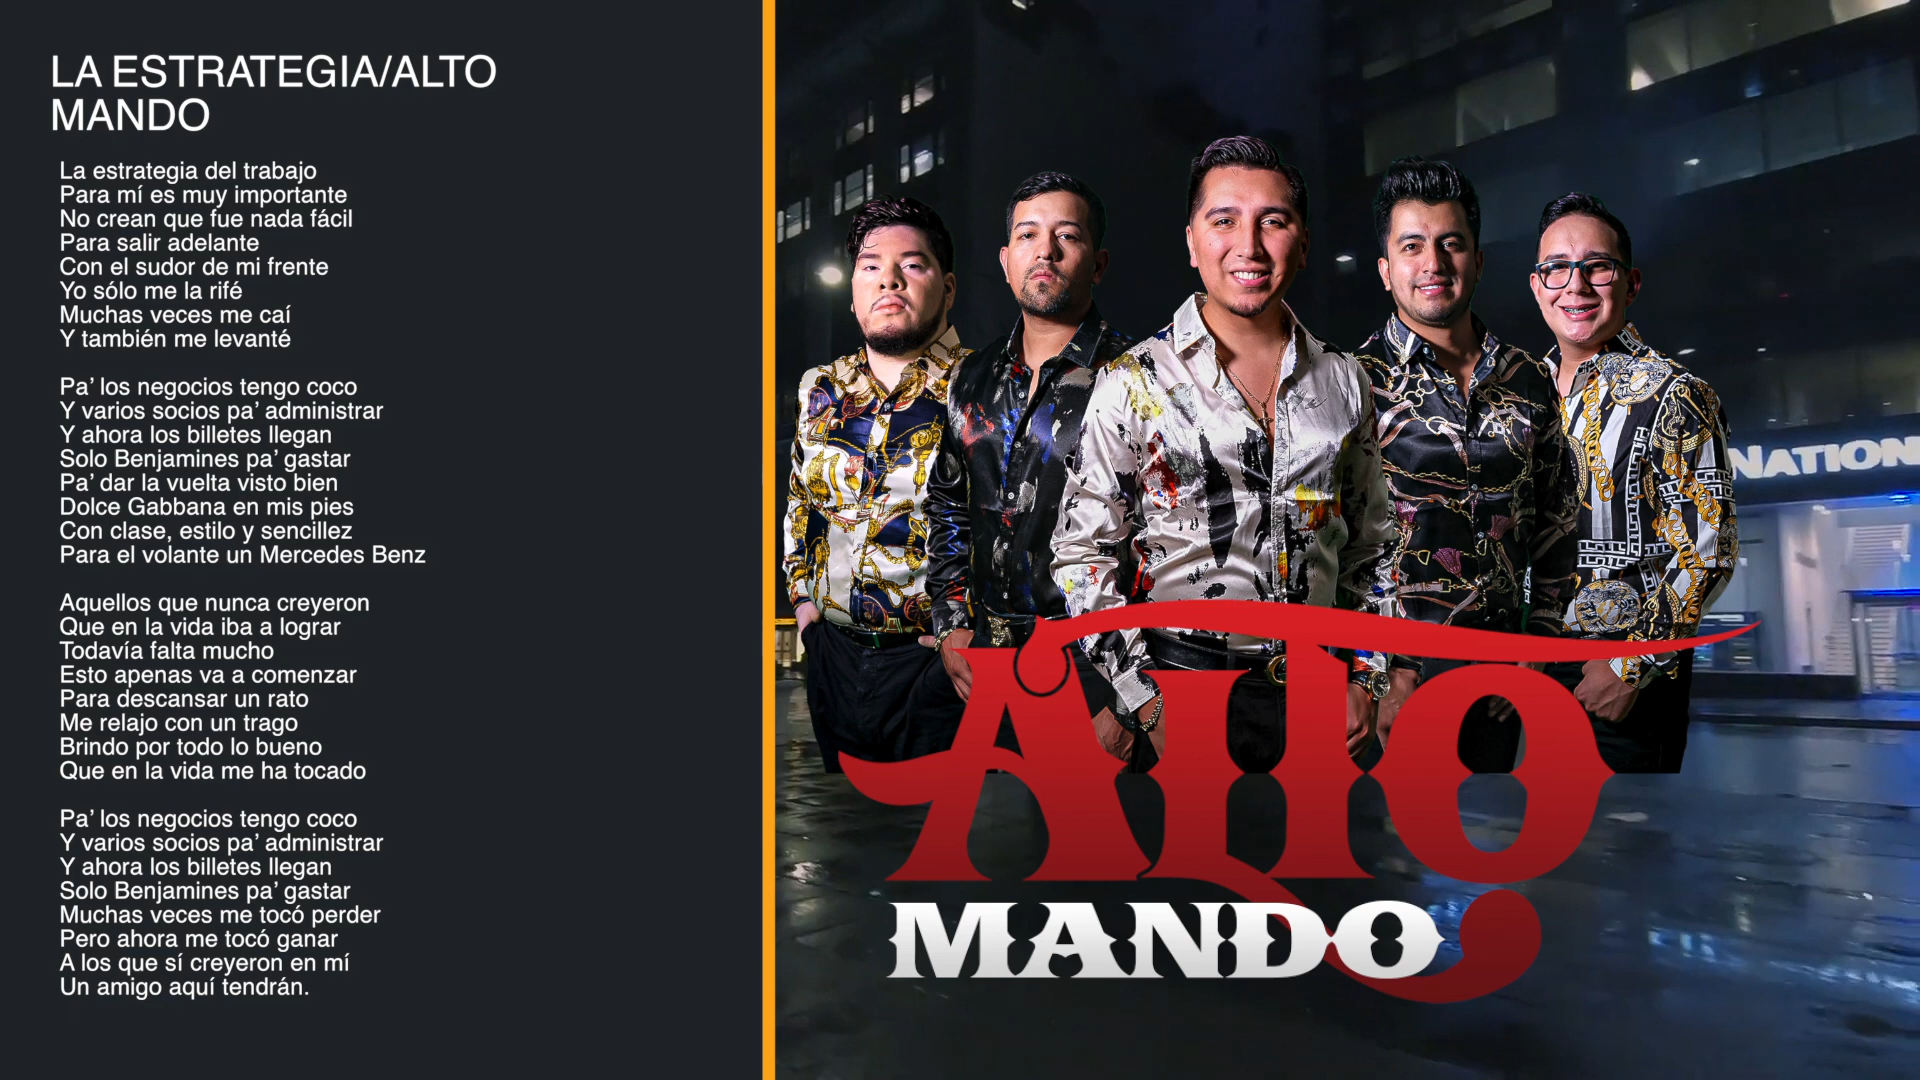 LA ESTRATEGIA/ALTO
MANDO
La estrategia del trabajo
Para mí es muy importante
No crean que fue nada fácil
Para salir adelante
Con el sudor de mi frente
Yo sólo me la rifé
Muchas veces me caí
Y también me levanté
Pa’ los negocios tengo coco
Y varios socios pa’ administrar
Y ahora los billetes llegan
Solo Benjamines pa’ gastar
Pa’ dar la vuelta visto bien
Dolce Gabbana en mis pies
Con clase, estilo y sencillez
Para el volante un Mercedes Benz
Aquellos que nunca creyeron
Que en la vida iba a lograr
Todavía falta mucho
Esto apenas va a comenzar
Para descansar un rato
Me relajo con un trago
Brindo por todo lo bueno
Que en la vida me ha tocado
Pa’ los negocios tengo coco
Y varios socios pa’ administrar
Y ahora los billetes llegan
Solo Benjamines pa’ gastar
Muchas veces me tocó perder
Pero ahora me tocó ganar
A los que sí creyeron en mí
Un amigo aquí tendrán.
NATION
ALTO
MANDO